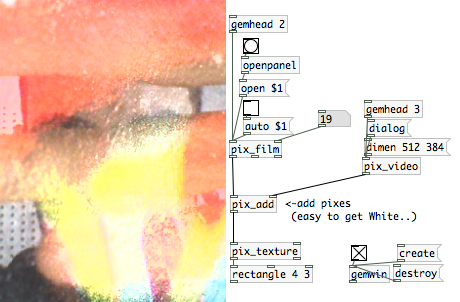 gemhead 2
openpanel
open $1
auto $1
19
gemhead 3
dialog
dimen 512 384
pix_film
pix_video
pix_add
<-add pixes
(easy to get White..)
pix_texture
create
rectangle 4 3
gemwin
destroy